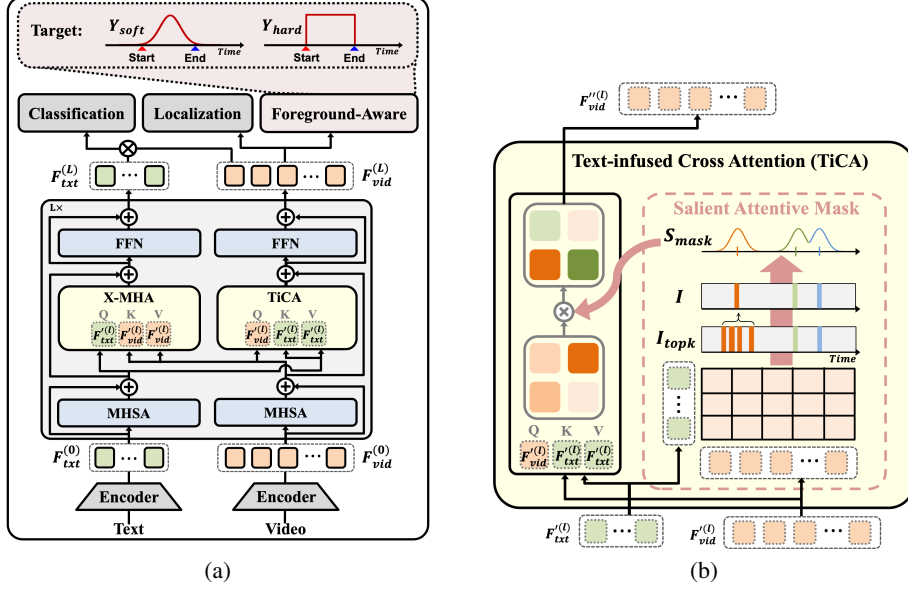 Target:
Y_soft
Time
Start
End
Y_hard
Time
Start
End
Classification
Localization
Foreground-Aware
F_txt^(L)
...
...
F_vid^(L)
L×
FFN
FFN
X-MHA
Q K V
F'_txt^(l) F'_vid^(l) F'_vid^(l)
TiCA
Q K V
F'_vid^(l) F'_txt^(l) F'_txt^(l)
MHSA
MHSA
F_txt^(0)
...
...
F_vid^(0)
Encoder
Encoder
Text
Video
(a)
F''_vid^(l)
...
Text-infused Cross Attention (TiCA)
Salient Attentive Mask
S_mask
I
I_topk
Time
...
Q K V
F'_vid^(l) F'_txt^(l) F'_txt^(l)
...
F'_txt^(l)
...
F'_vid^(l)
...
(b)